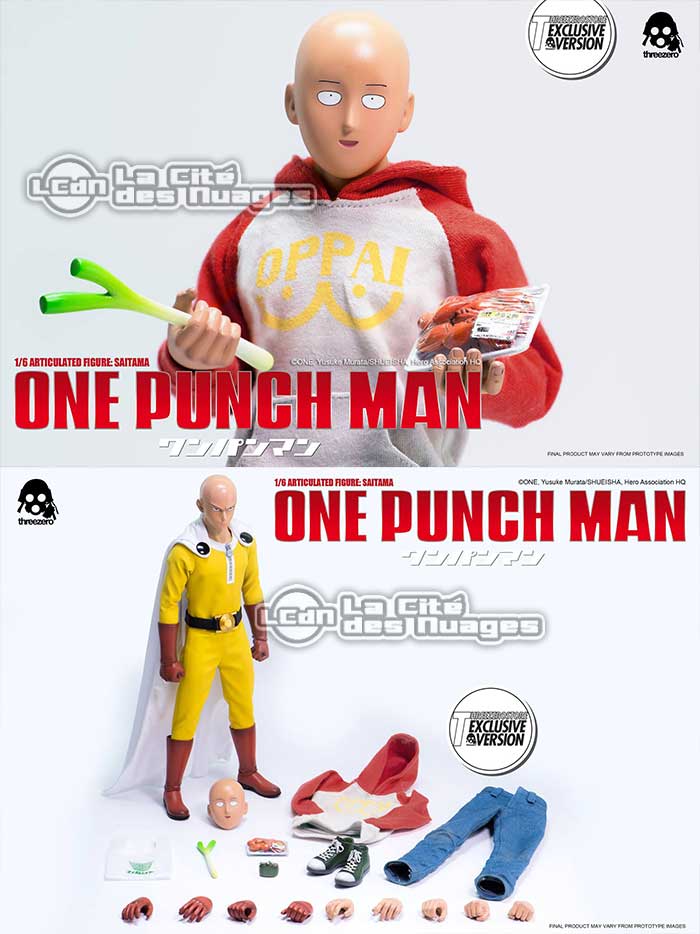 THREEZEROSTORE
EXCLUSIVE
VERSION
threezero
LCdn La Cité
des Nuages
OPPAI
©ONE, Yusuke Murata/SHUEISHA, Hero Association HQ
1/6 ARTICULATED FIGURE: SAITAMA
ONE PUNCH MAN
ワンパンマン
FINAL PRODUCT MAY VARY FROM PROTOTYPE IMAGES
threezero
1/6 ARTICULATED FIGURE: SAITAMA
©ONE, Yusuke Murata/SHUEISHA, Hero Association HQ
ONE PUNCH MAN
ワンパンマン
LCdn La Cité
des Nuages
THREEZEROSTORE
EXCLUSIVE
VERSION
OPPAI
FINAL PRODUCT MAY VARY FROM PROTOTYPE IMAGES